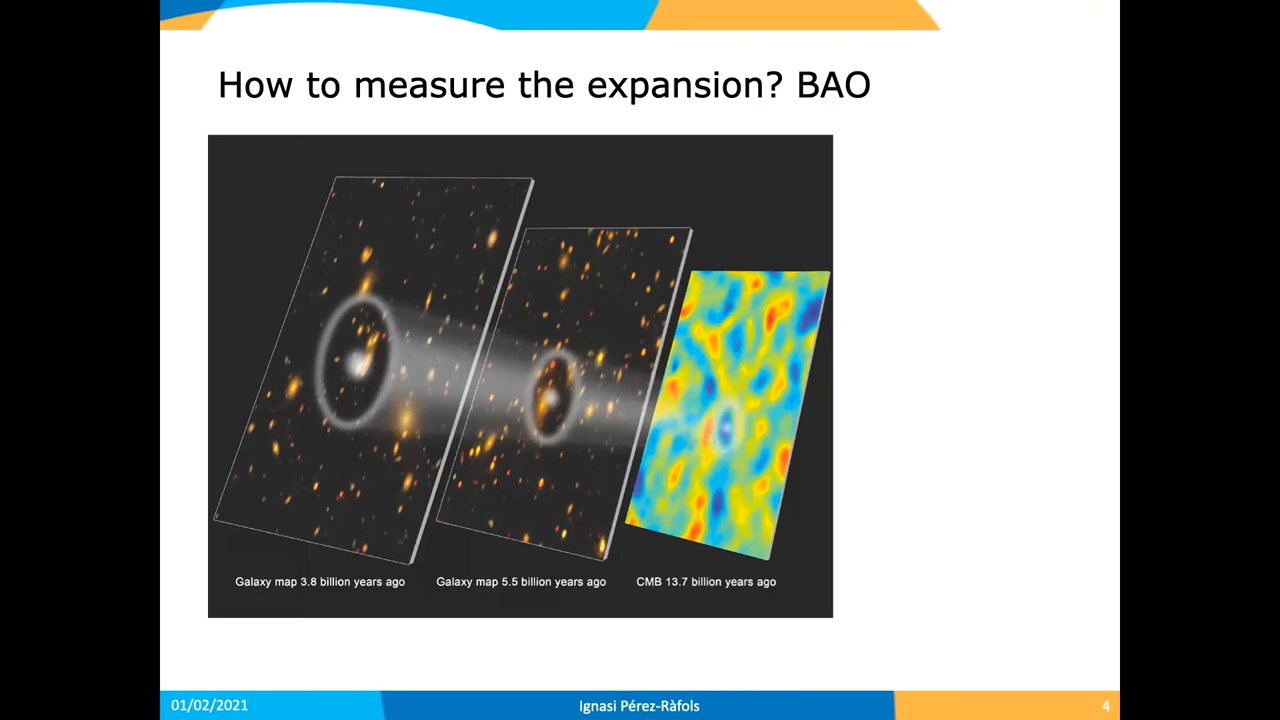 How to measure the expansion? BAO
Galaxy map 3.8 billion years ago
Galaxy map 5.5 billion years ago
CMB 13.7 billion years ago
01/02/2021
Ignasi Pérez-Ràfols
4